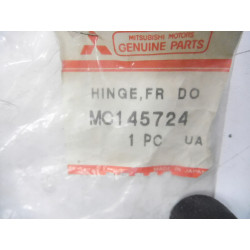 MITSUBISHI MOTORS
GENUINE PARTS
HINGE,FR DO
MC145724
1 PC UA